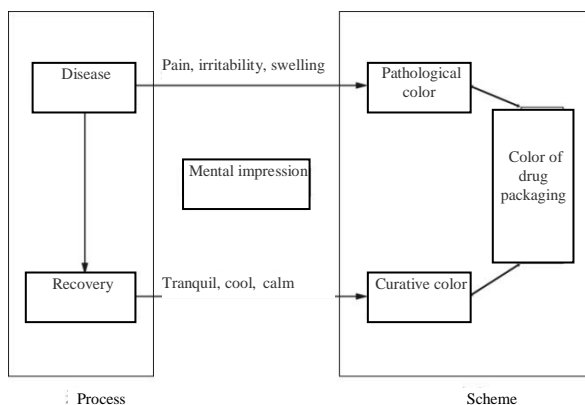 Disease
Pain, irritability, swelling
Pathological
color
Mental impression
Color of
drug
packaging
Recovery
Tranquil, cool, calm
Curative color
Process
Scheme